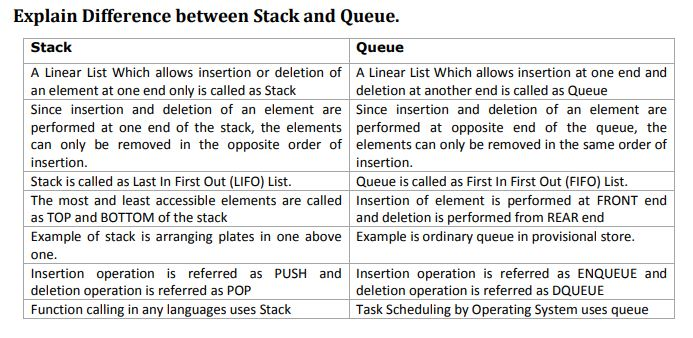 Explain Difference between Stack and Queue.
Stack
Queue
A Linear List Which allows insertion or deletion of
an element at one end only is called as Stack
A Linear List Which allows insertion at one end and
deletion at another end is called as Queue
Since insertion and deletion of an element are
performed at one end of the stack, the elements
can only be removed in the opposite order of
insertion.
Since insertion and deletion of an element are
performed at opposite end of the queue, the
elements can only be removed in the same order of
insertion.
Stack is called as Last In First Out (LIFO) List.
Queue is called as First In First Out (FIFO) List.
The most and least accessible elements are called
as TOP and BOTTOM of the stack
Insertion of element is performed at FRONT end
and deletion is performed from REAR end
Example of stack is arranging plates in one above
one.
Example is ordinary queue in provisional store.
Insertion operation is referred as PUSH and
deletion operation is referred as POP
Insertion operation is referred as ENQUEUE and
deletion operation is referred as DQUEUE
Function calling in any languages uses Stack
Task Scheduling by Operating System uses queue